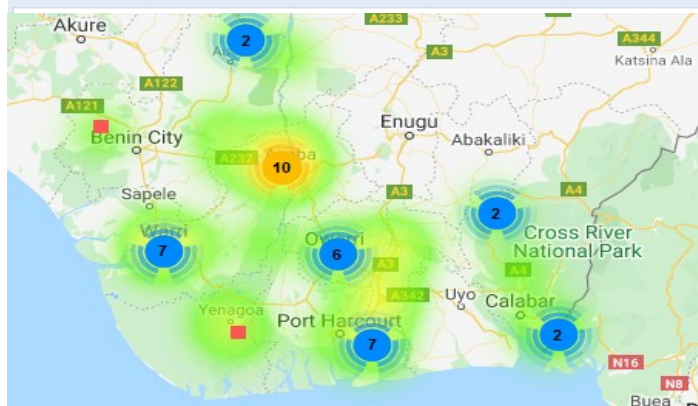 Akure
2
A233
A3
A344
Katsina Ala
A122
A121
Benin City
Enugu
Abakaliki
A232
10
Sapele
A3
2
A4
Warri
7
Owerri
6
Cross River
National Park
A3
A4
Yenagoa
A342
Uyo
Calabar
Port Harcourt
7
2
N16
N8
Buea